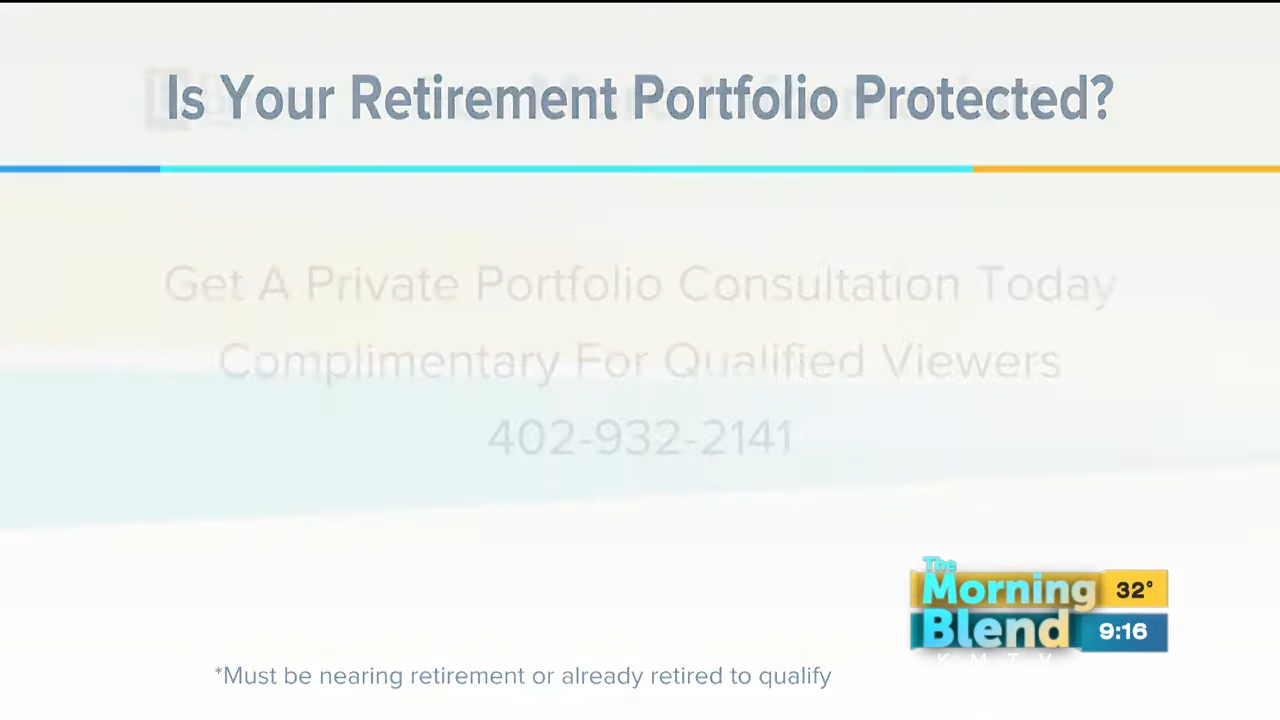 Is Your Retirement Portfolio Protected?
Get A Private Portfolio Consultation Today
Complimentary For Qualified Viewers
402-932-2141
The
Morning
32°
Blend
9:16
KMTV
*Must be nearing retirement or already retired to qualify